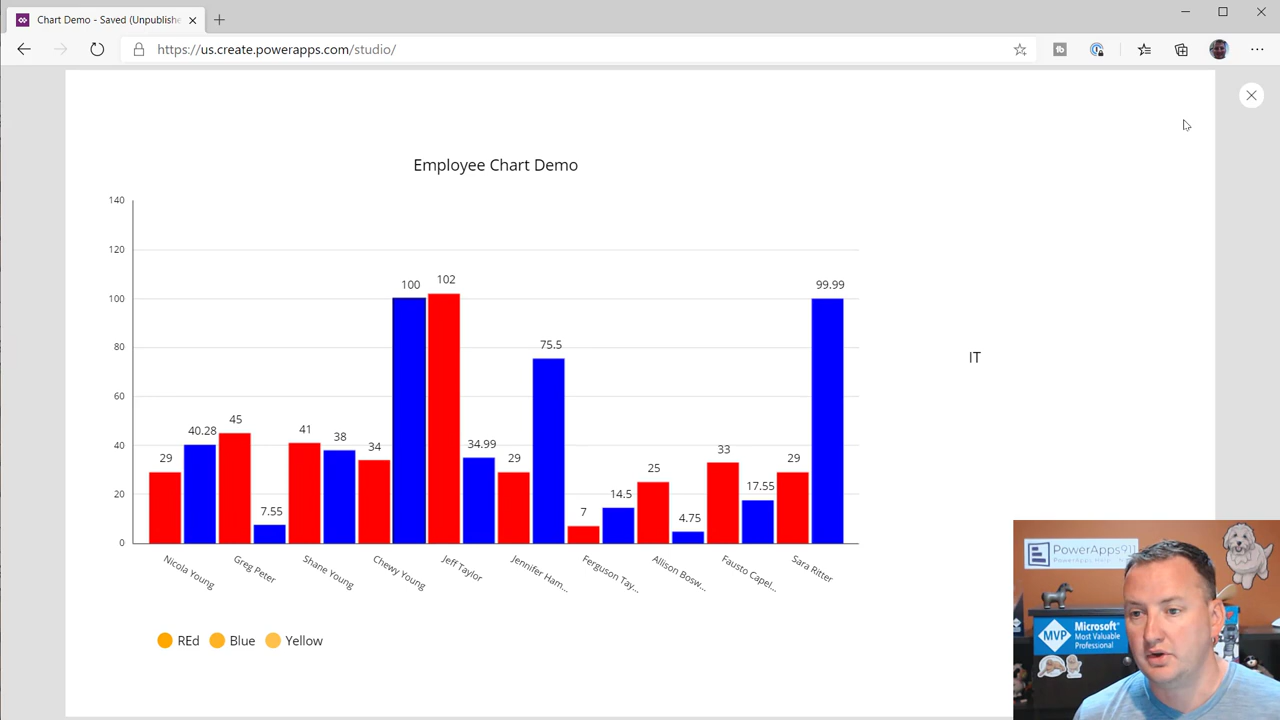 Chart Demo - Saved (Unpublishe
https://us.create.powerapps.com/studio/
Employee Chart Demo
140
120
100
80
60
40
20
0
29
40.28
45
7.55
41
38
34
100
102
34.99
29
75.5
7
14.5
25
4.75
33
17.55
29
99.99
Nicola Young
Greg Peter
Shane Young
Chewy Young
Jeff Taylor
Jennifer Ham...
Ferguson Tay...
Allison Bosw...
Fausto Capel...
Sara Ritter
REd
Blue
Yellow
IT
PowerApps911
MVP
Microsoft®
Most Valuable
Professional